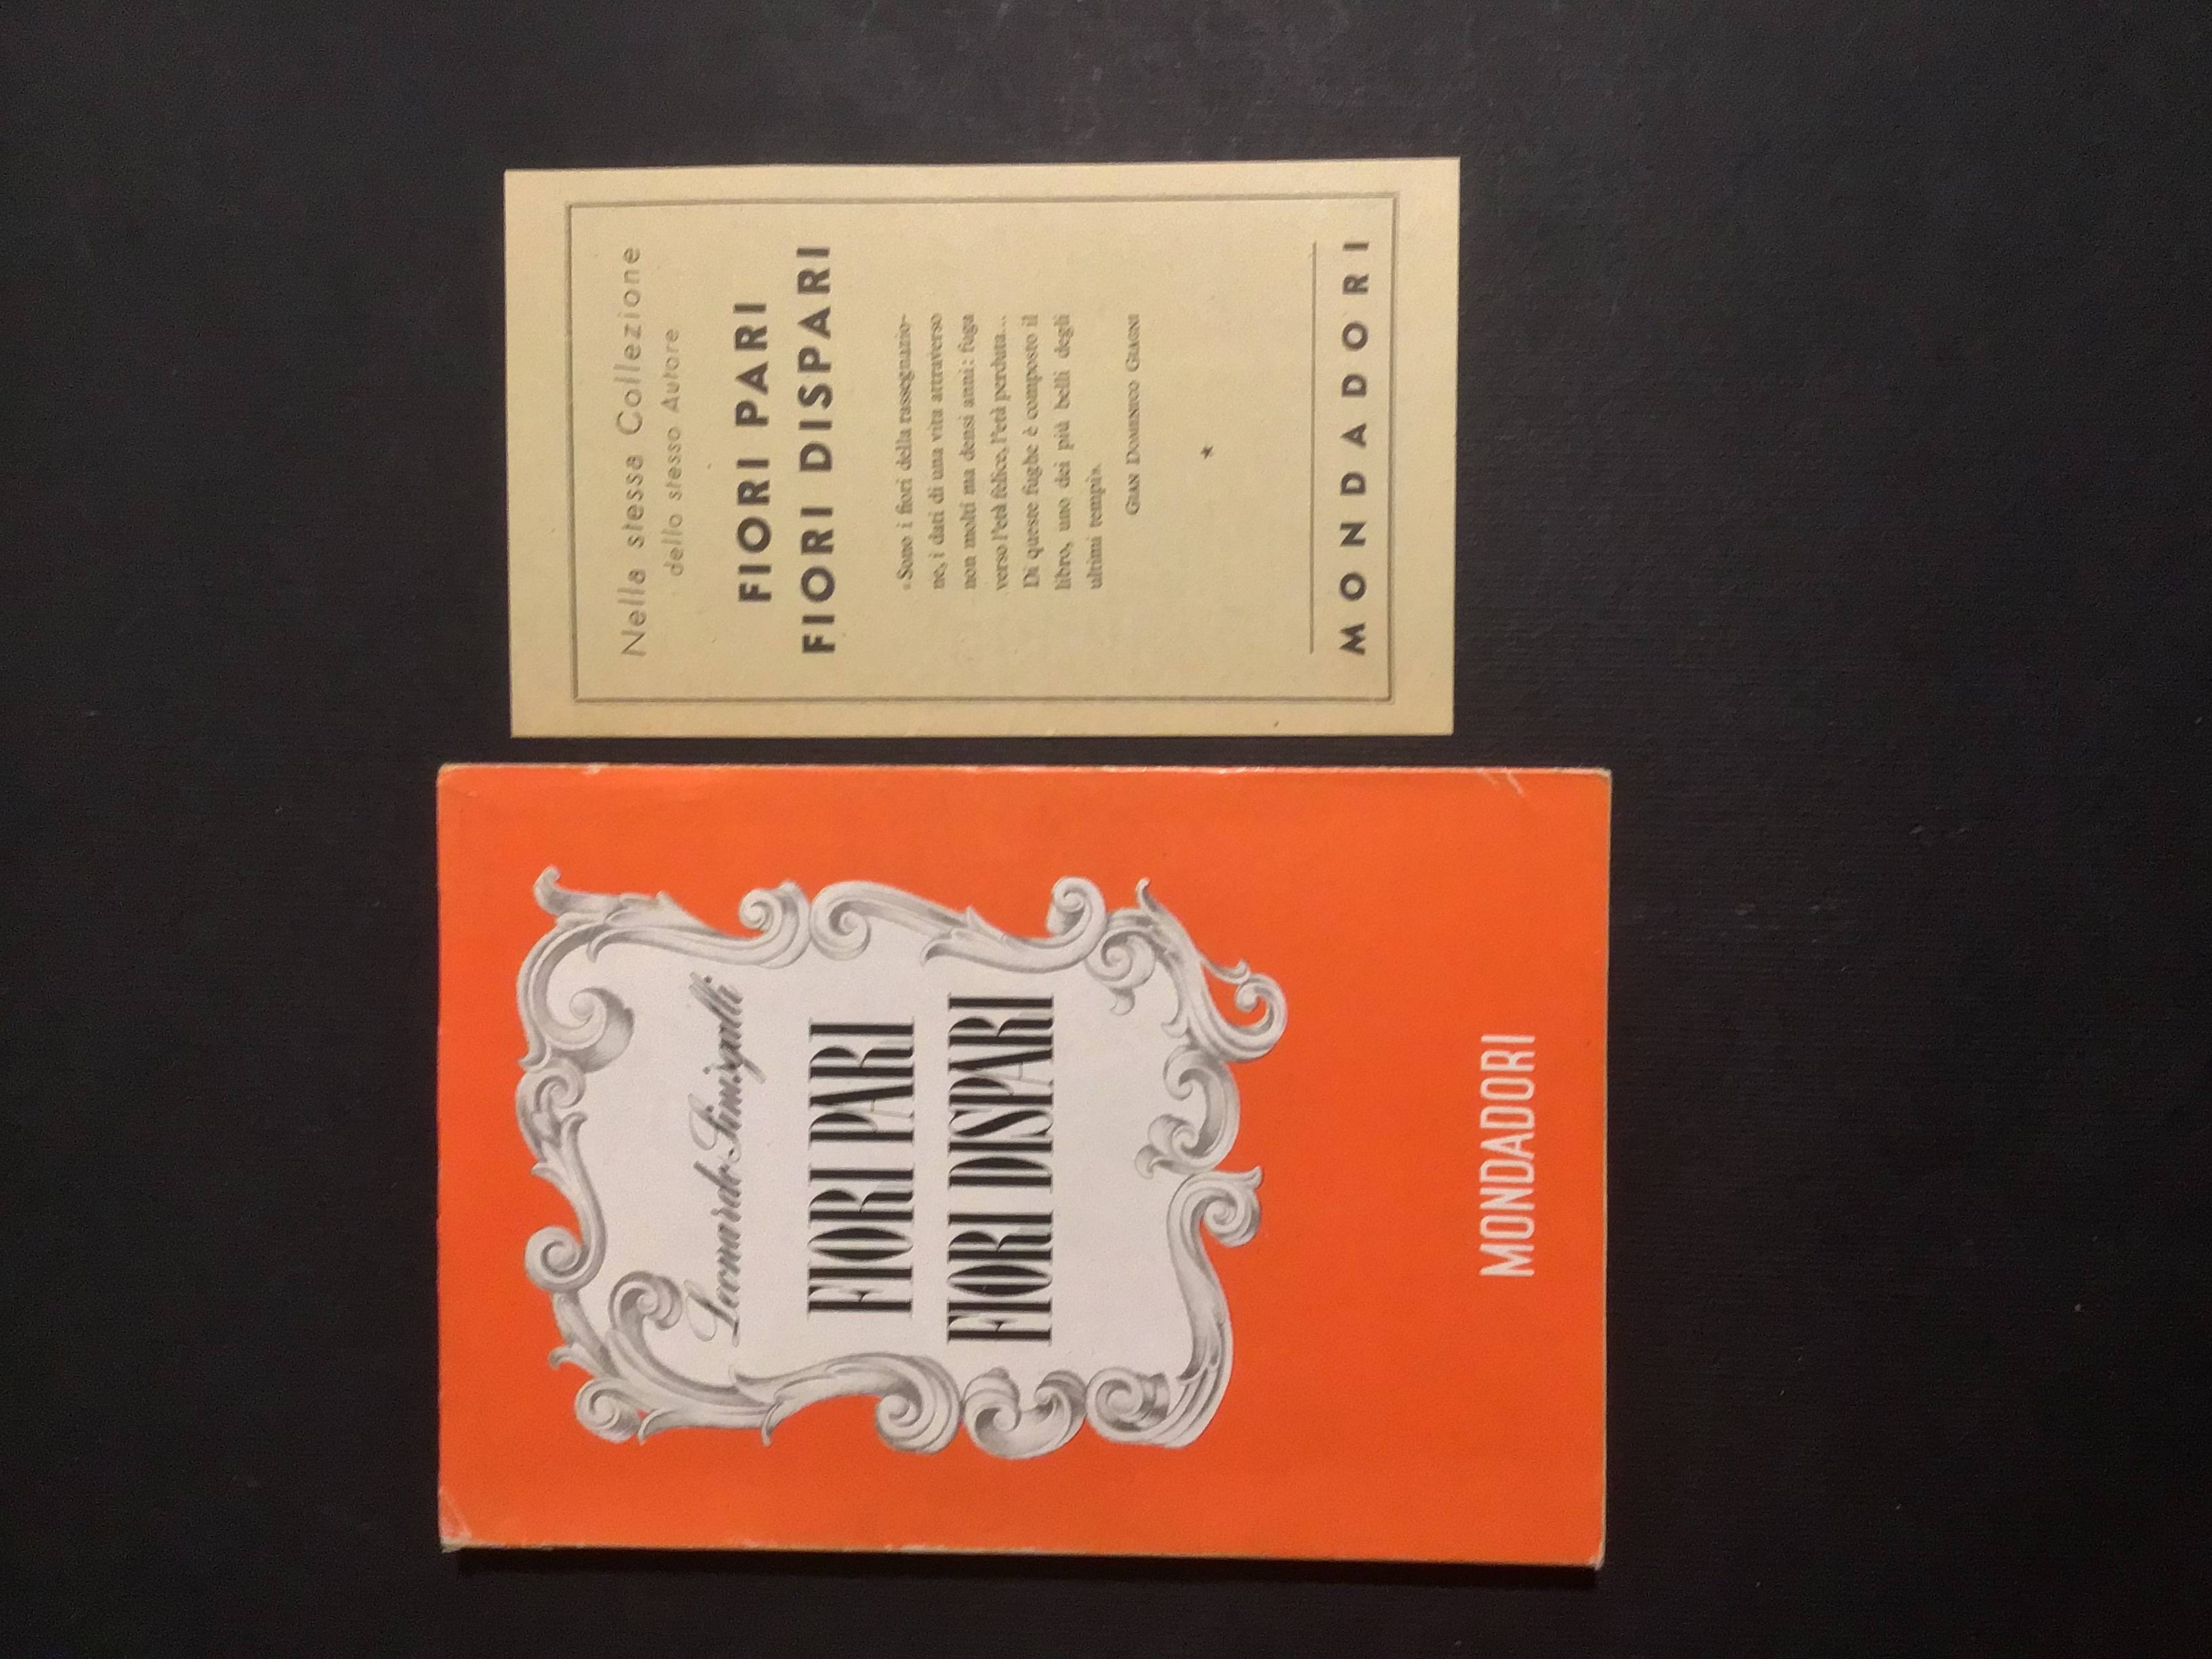 Leonardo Sinisgalli
FIORI PARI
FIORI DISPARI
MONDADORI
Nella stessa Collezione
dello stesso Autore
FIORI PARI
FIORI DISPARI
«Sono i fiori della rassegnazio-
ne, i dati di una vita attraverso
non molti ma densi anni: fuga
verso l'età felice, l'età perduta...
Di queste fughe è composto il
libro, uno dei più belli degli
ultimi tempi».
GIAN DOMENICO GIAGNI
*
MONDADORI